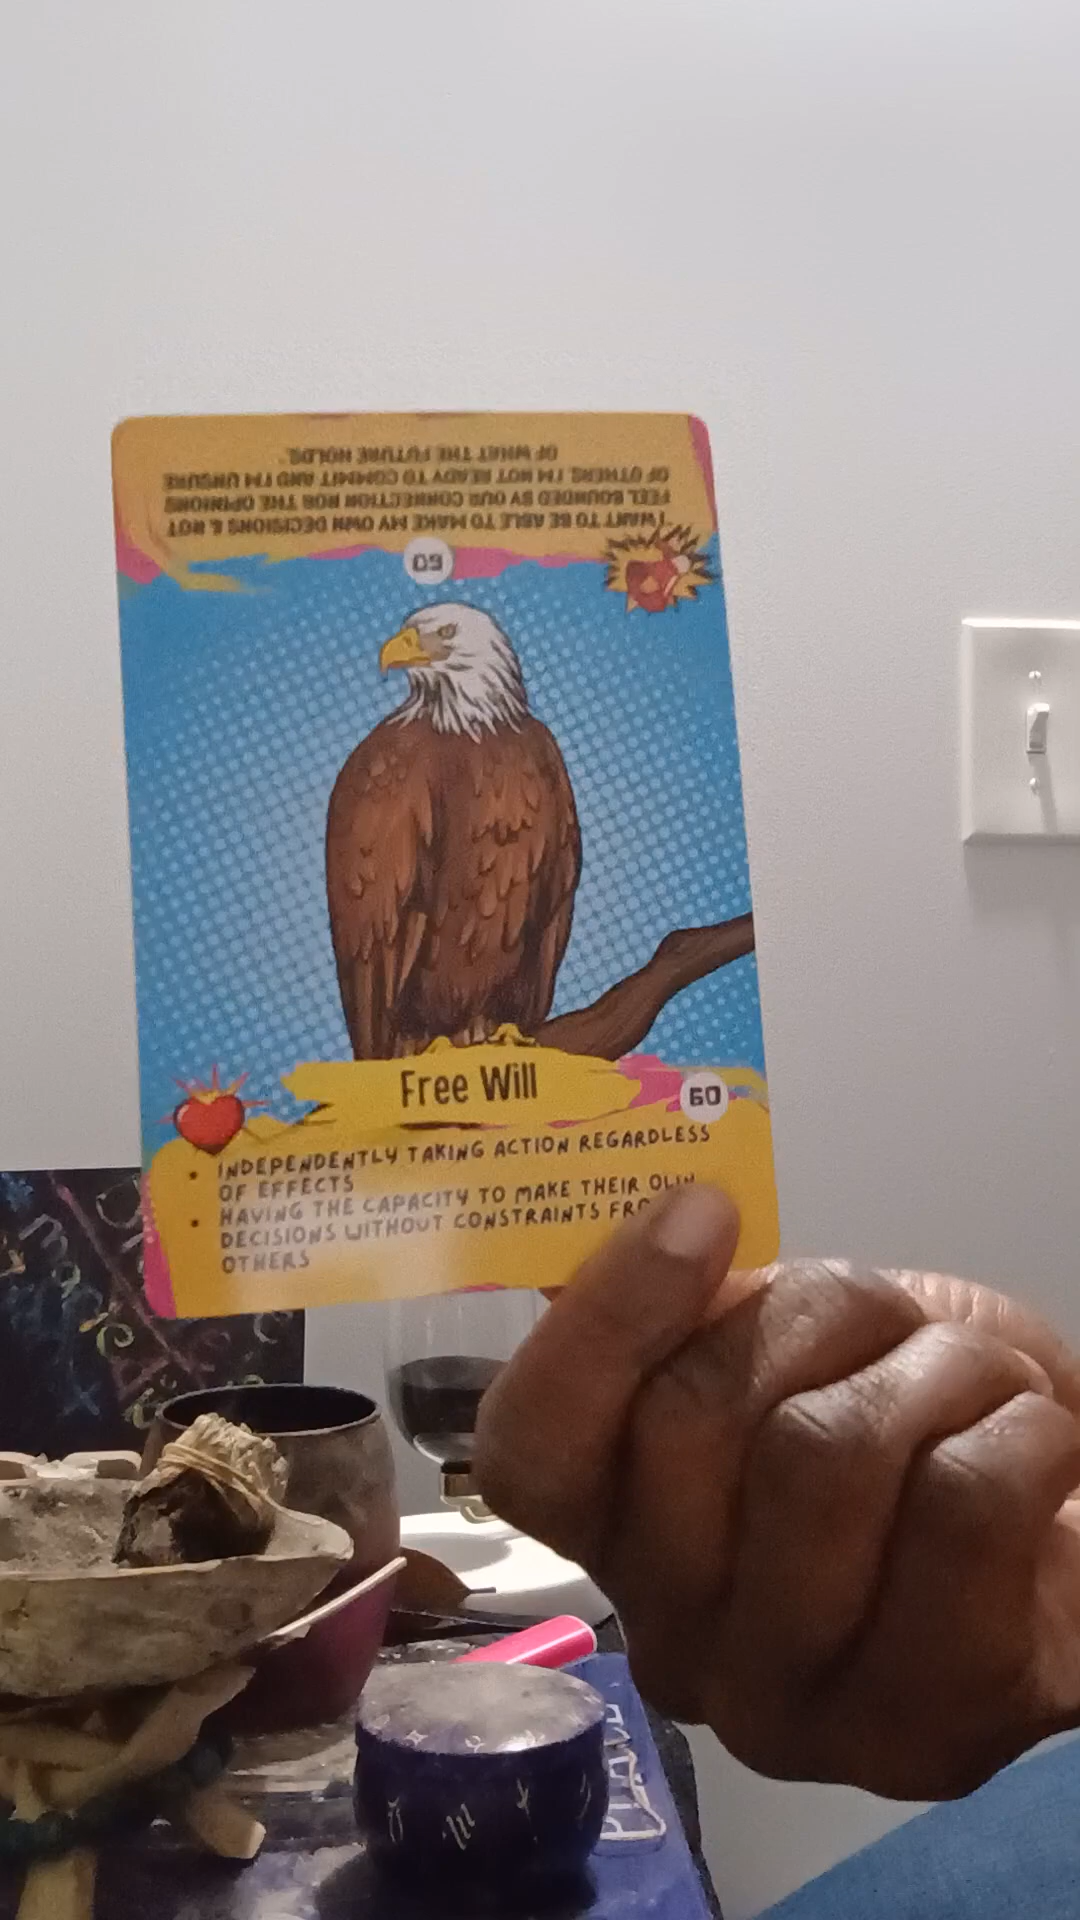 I WANT TO BE ABLE TO MAKE MY OWN DECISIONS & NOT
FEEL BOUNDED BY OUR CONNECTION NOR THE OPINIONS
OF OTHERS. I'M NOT READY TO COMMIT AND I'M UNSURE
OF WHAT THE FUTURE HOLDS.
60
Free Will
60
• INDEPENDENTLY TAKING ACTION REGARDLESS
OF EFFECTS
• HAVING THE CAPACITY TO MAKE THEIR
DECISIONS WITHOUT CONSTRAINTS
OTHERS